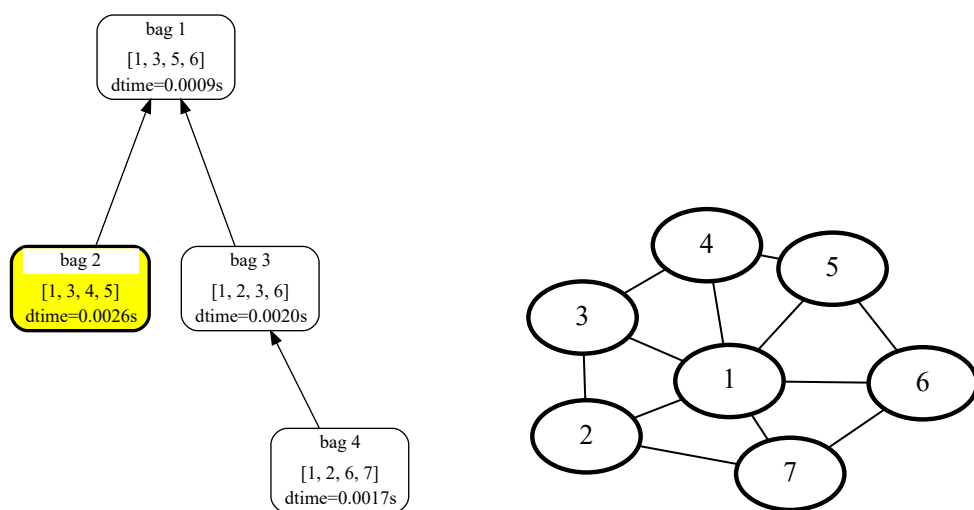 bag 1
[1, 3, 5, 6]
dtime=0.0009s
bag 2
[1, 3, 4, 5]
dtime=0.0026s
bag 3
[1, 2, 3, 6]
dtime=0.0020s
bag 4
[1, 2, 6, 7]
dtime=0.0017s
4
5
3
1
6
2
7